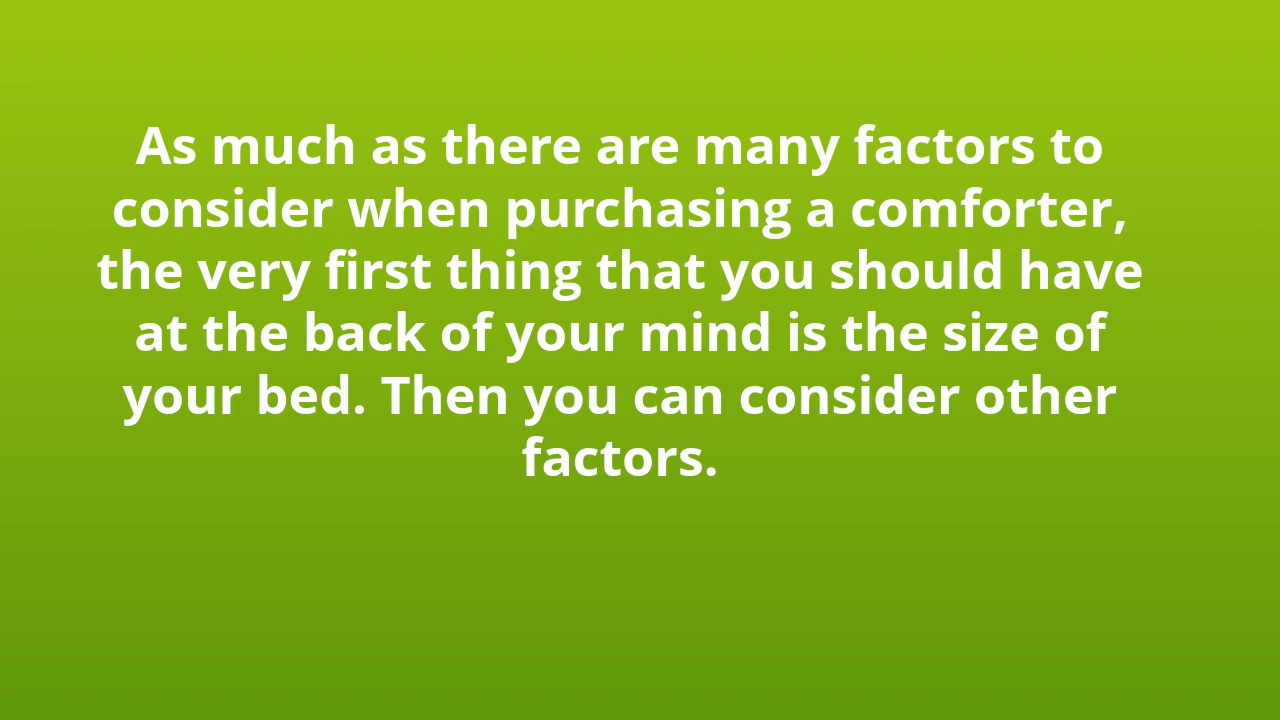 As much as there are many factors to
consider when purchasing a comforter,
the very first thing that you should have
at the back of your mind is the size of
your bed. Then you can consider other
factors.